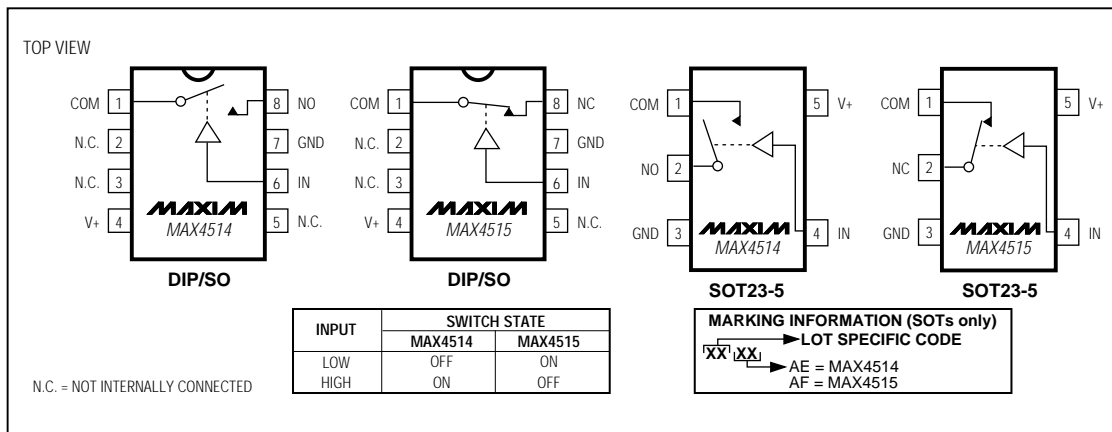 TOP VIEW
COM 1
N.C. 2
N.C. 3
V+ 4
8 NO
7 GND
6 IN
5 N.C.
MAXIM
MAX4514
DIP/SO
COM 1
N.C. 2
N.C. 3
V+ 4
8 NC
7 GND
6 IN
5 N.C.
MAXIM
MAX4515
DIP/SO
COM 1
NO 2
GND 3
5 V+
4 IN
MAXIM
MAX4514
SOT23-5
COM 1
NC 2
GND 3
5 V+
4 IN
MAXIM
MAX4515
SOT23-5
INPUT SWITCH STATE
MAX4514 MAX4515
LOW OFF ON
HIGH ON OFF
MARKING INFORMATION (SOTs only)
LOT SPECIFIC CODE
XX XX
AE = MAX4514
AF = MAX4515
N.C. = NOT INTERNALLY CONNECTED